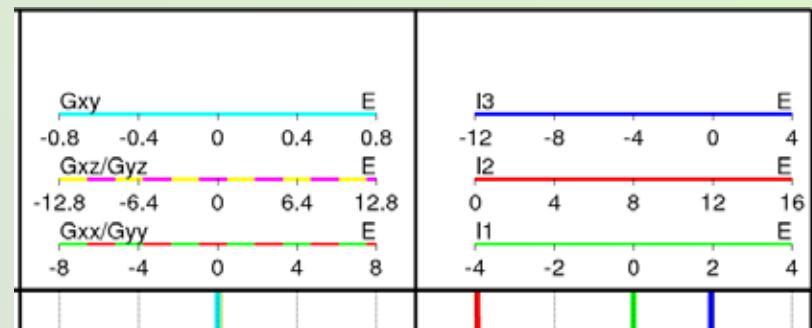 Gxy E
-0.8 -0.4 0 0.4 0.8
Gxz/Gyz E
-12.8 -6.4 0 6.4 12.8
Gxx/Gyy E
-8 -4 0 4 8
I3 E
-12 -8 -4 0 4
I2 E
0 4 8 12 16
I1 E
-4 -2 0 2 4